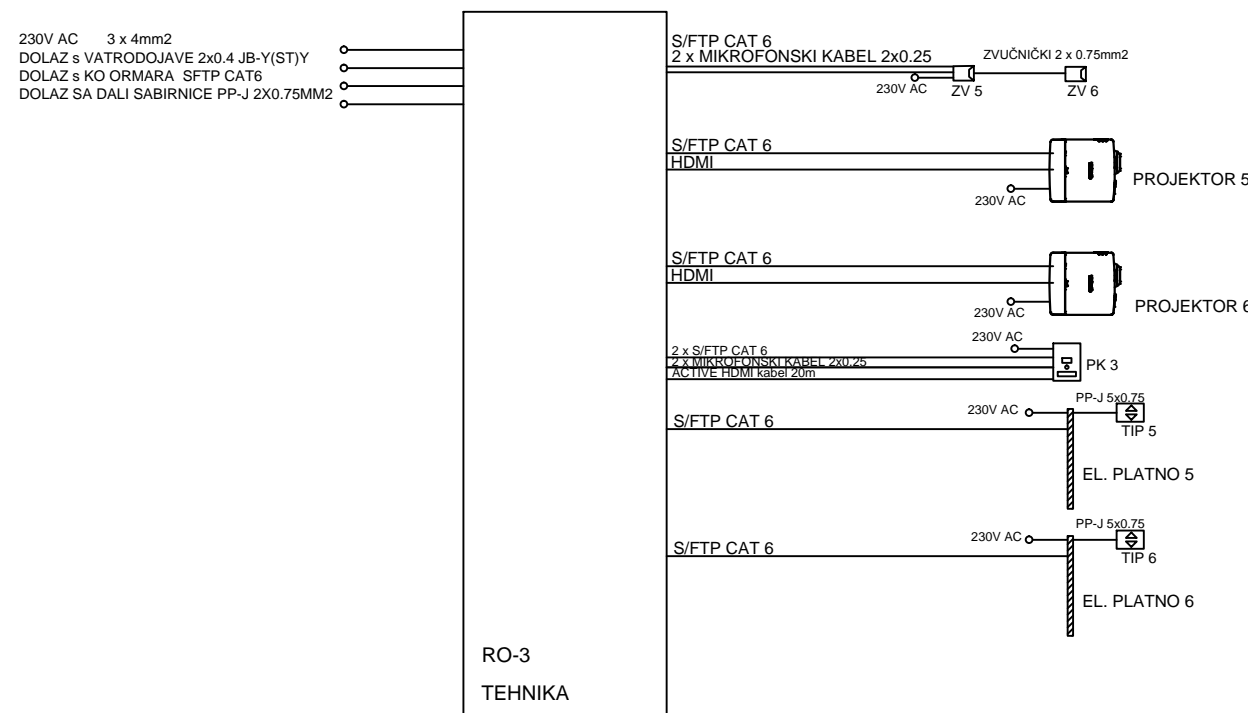 230V AC 3 x 4mm2
DOLAZ s VATRODOJAVE 2x0.4 JB-Y(ST)Y
DOLAZ s KO ORMARA SFTP CAT6
DOLAZ SA DALI SABIRNICE PP-J 2X0.75MM2
S/FTP CAT 6
2 x MIKROFONSKI KABEL 2x0.25
ZVUČNIČKI 2 x 0.75mm2
230V AC
ZV 5
ZV 6
S/FTP CAT 6
HDMI
PROJEKTOR 5
230V AC
S/FTP CAT 6
HDMI
PROJEKTOR 6
230V AC
230V AC
2 x S/FTP CAT 6
2 x MIKROFONSKI KABEL 2x0.25
ACTIVE HDMI kabel 20m
PK 3
PP-J 5x0.75
230V AC
S/FTP CAT 6
TIP 5
EL. PLATNO 5
PP-J 5x0.75
230V AC
S/FTP CAT 6
TIP 6
EL. PLATNO 6
RO-3
TEHNIKA